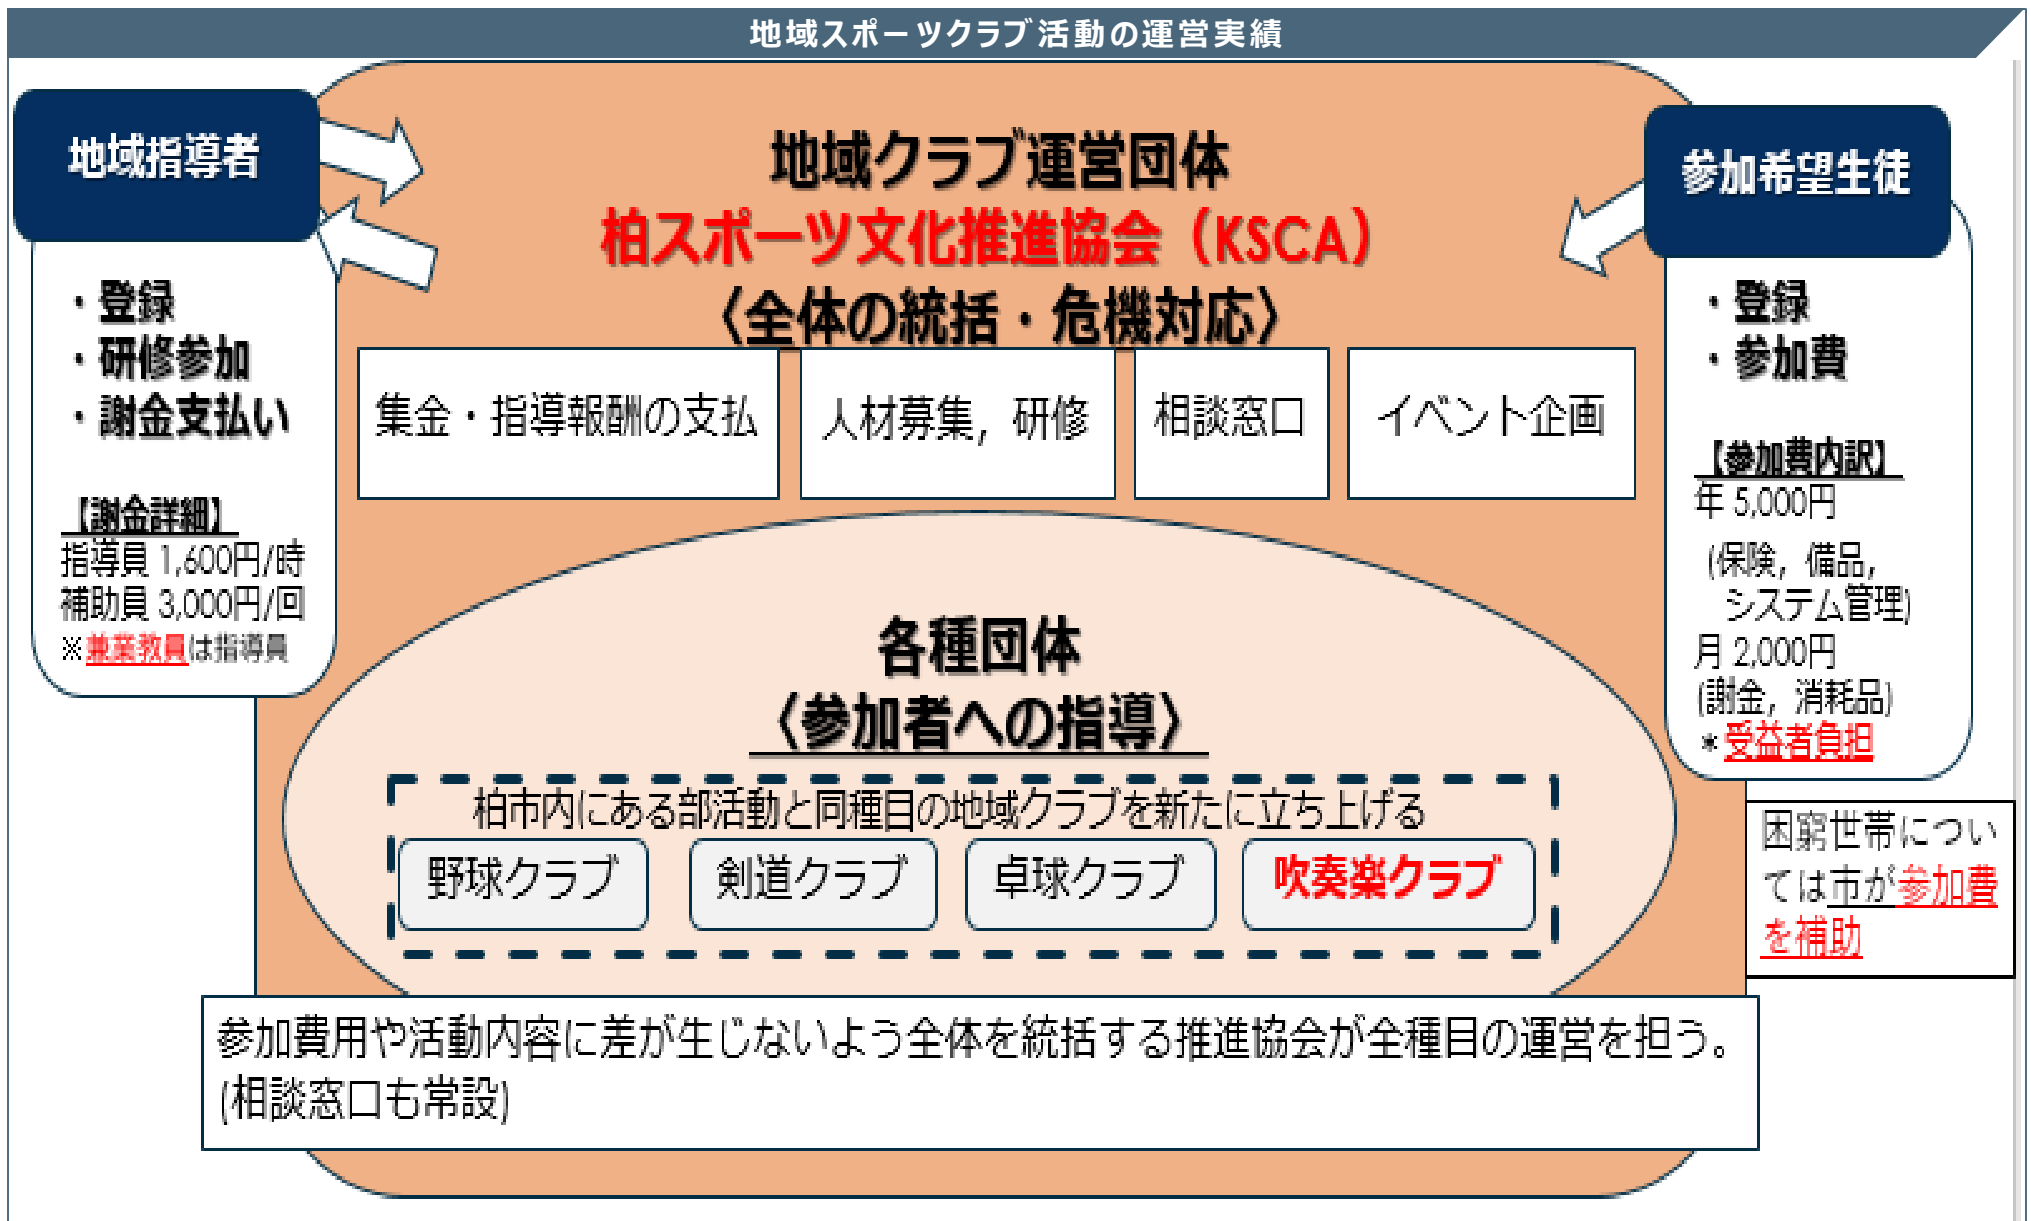 地域スポーツクラブ活動の運営実績
地域指導者
・登録
・研修参加
・謝金支払い
【謝金詳細】
指導員 1,600円/時
補助員 3,000円/回
※兼業教員は指導員
地域クラブ運営団体
柏スポーツ文化推進協会（KSCA）
〈全体の統括・危機対応〉
集金・指導報酬の支払
人材募集，研修
相談窓口
イベント企画
参加希望生徒
・登録
・参加費
【参加費内訳】
年 5,000円
(保険，備品，
システム管理)
月 2,000円
(謝金，消耗品)
＊受益者負担
困窮世帯につい
ては市が参加費
を補助
各種団体
〈参加者への指導〉
柏市内にある部活動と同種目の地域クラブを新たに立ち上げる
野球クラブ
剣道クラブ
卓球クラブ
吹奏楽クラブ
参加費用や活動内容に差が生じないよう全体を統括する推進協会が全種目の運営を担う。
(相談窓口も常設)